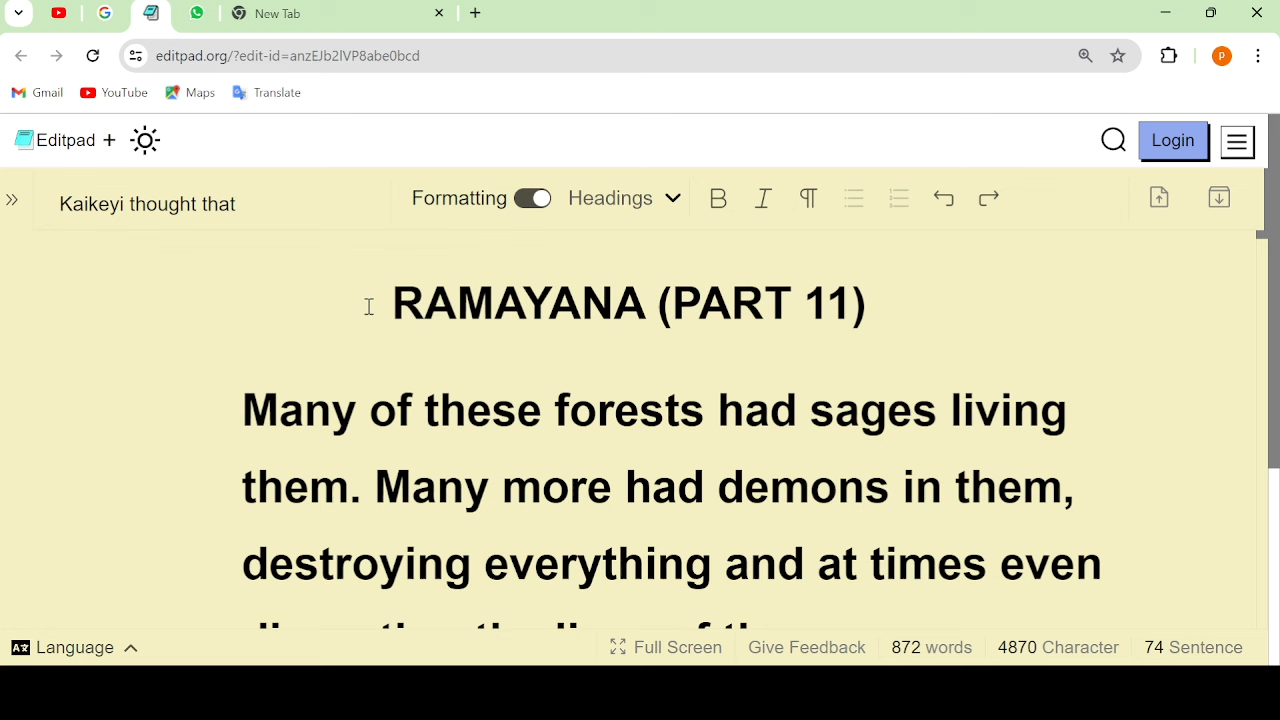 New Tab
editpad.org/?edit-id=anzEJb2lVP8abe0bcd
p
Gmail YouTube Maps Translate
Editpad + Login
Kaikeyi thought that Formatting Headings B I
RAMAYANA (PART 11)
Many of these forests had sages living
them. Many more had demons in them,
destroying everything and at times even
Language Full Screen Give Feedback 872 words 4870 Character 74 Sentence